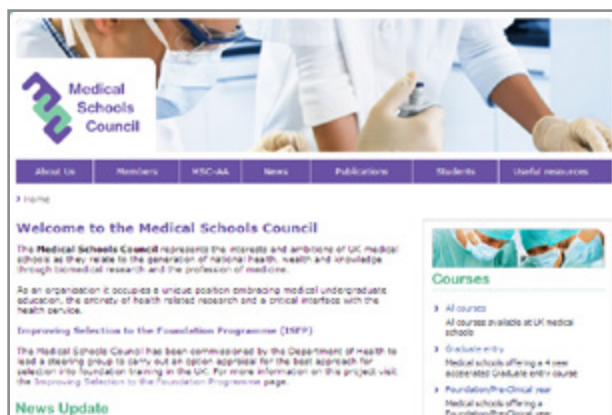 Medical
Schools
Council
About Us
Members
MSC-AA
News
Publications
Students
Useful resources
Home
Welcome to the Medical Schools Council
The Medical Schools Council represents the interests and ambitions of UK medical
schools as they relate to the generation of national health, wealth and knowledge
through biomedical research and the profession of medicine.
As an organisation it occupies a unique position embracing medical undergraduate
education, the entirety of health related research and a critical interface with the
health service.
Improving Selection to the Foundation Programme (ISFP)
The Medical Schools Council has been commissioned by the Department of Health to
lead a steering group to carry out an option appraisal for the best approach for
selection into foundation training in the UK. For more information on this project visit
the Improving Selection to the Foundation Programme page.
News Update
Courses
All courses
All courses available at UK medical
schools
Graduate entry
Medical schools offering a 4 year
accelerated Graduate entry course
Foundation/Pre-Clinical year
Medical schools offering a
Foundation/Pre-Clinical year